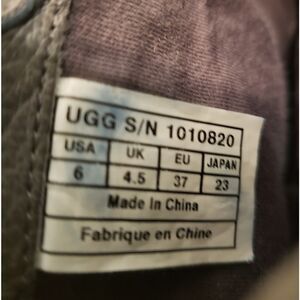 UGG S/N 1010820
USA UK EU JAPAN
6 4.5 37 23
Made In China
Fabrique en Chine